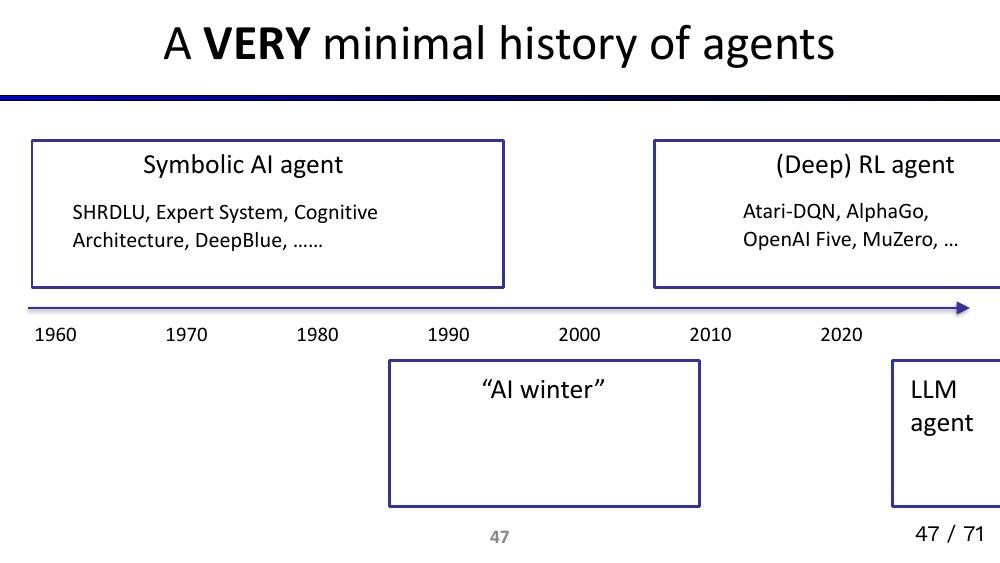 A VERY minimal history of agents
Symbolic AI agent
SHRDLU, Expert System, Cognitive
Architecture, DeepBlue, ……
(Deep) RL agent
Atari-DQN, AlphaGo,
OpenAI Five, MuZero, …
1960 1970 1980 1990 2000 2010 2020
“AI winter”
LLM
agent
47
47 / 71